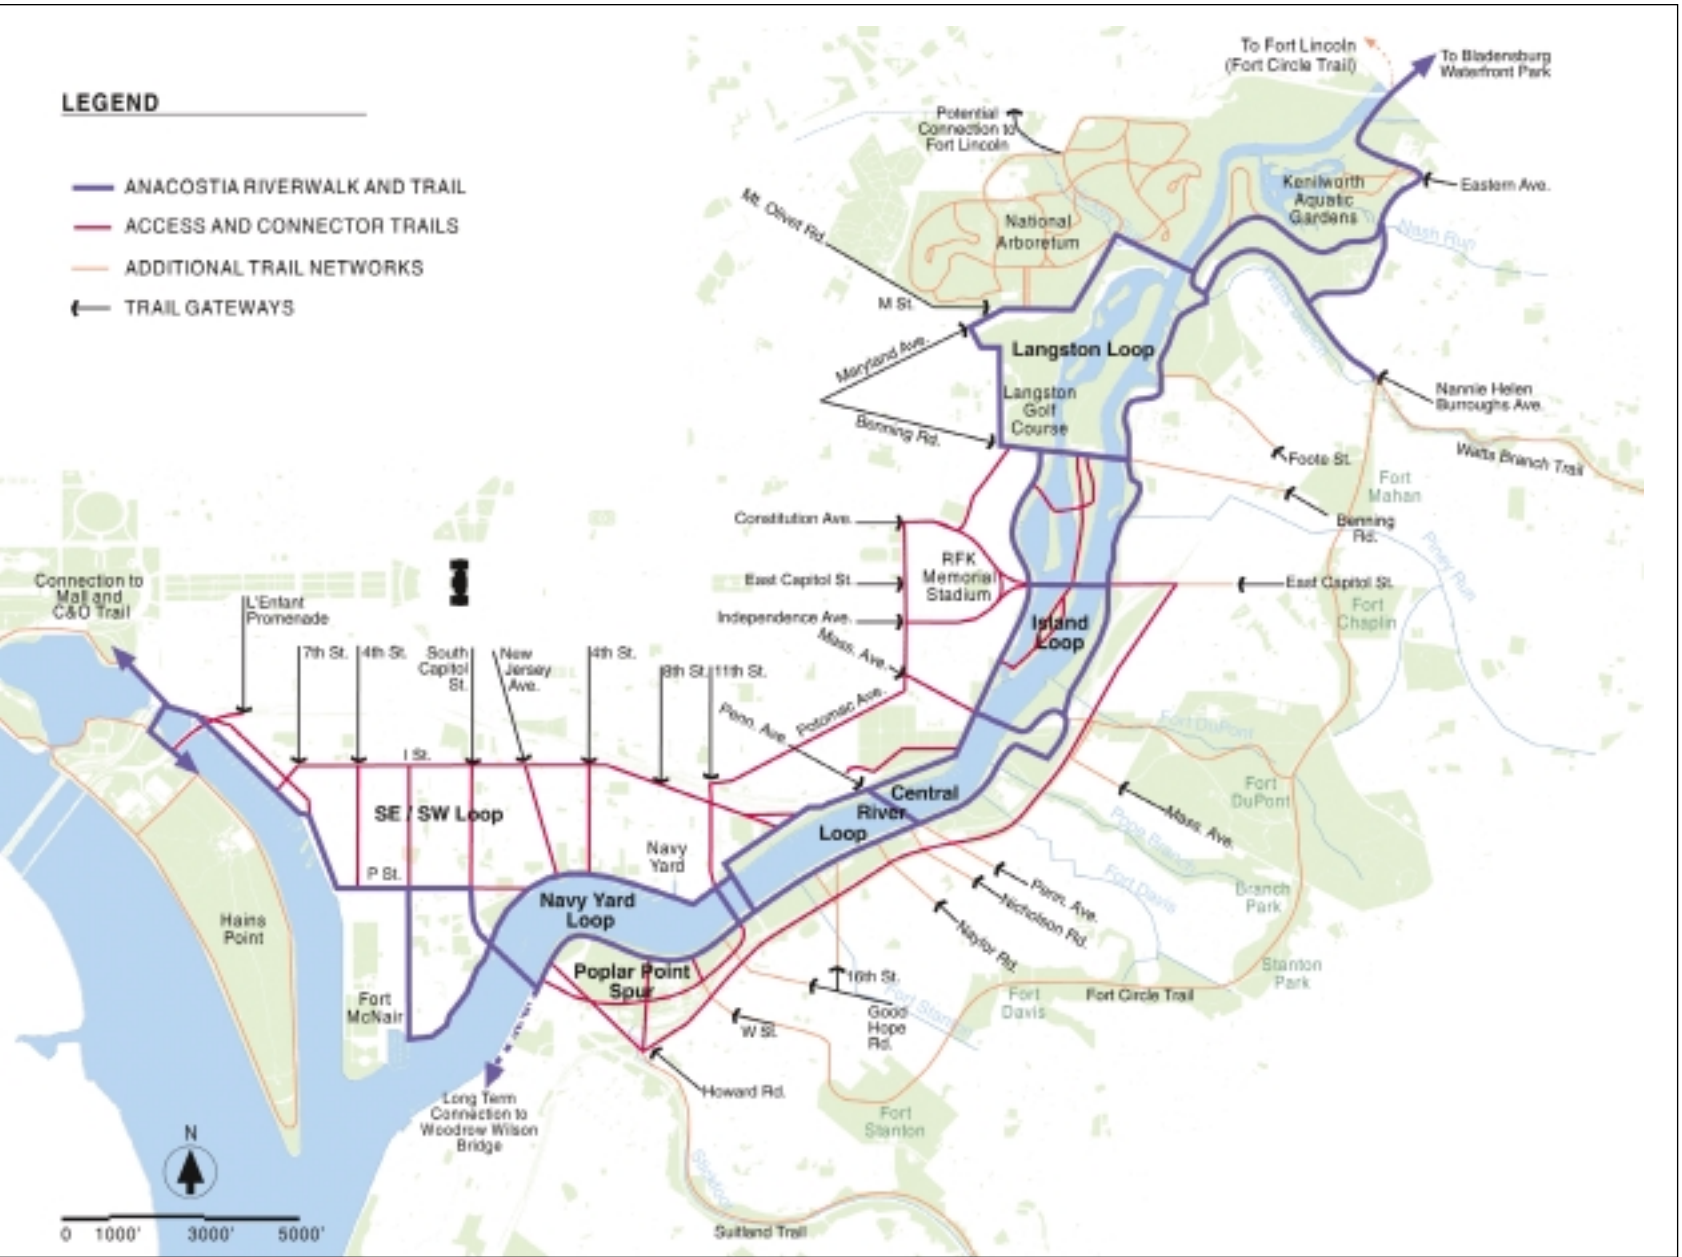 LEGEND
ANACOSTIA RIVERWALK AND TRAIL
ACCESS AND CONNECTOR TRAILS
ADDITIONAL TRAIL NETWORKS
TRAIL GATEWAYS
To Fort Lincoln
(Fort Circle Trail)
To Bladensburg
Waterfront Park
Potential
Connection to
Fort Lincoln
Kenilworth
Aquatic
Gardens
Eastern Ave.
Mt. Olivet Rd.
National
Arboretum
Nash Run
M St.
Watts Branch
Maryland Ave.
Langston Loop
Langston
Golf
Course
Nannie Helen
Burroughs Ave.
Benning Rd.
Foote St.
Watts Branch Trail
Fort
Mahan
Constitution Ave.
Benning
Rd.
Piney Run
RFK
Memorial
Stadium
East Capitol St.
East Capitol St.
Independence Ave.
Fort
Chaplin
Island
Loop
Mass. Ave.
Connection to
Mall and
C&O Trail
L'Enfant
Promenade
7th St.
4th St.
South
Capitol
St.
New
Jersey
Ave.
4th St.
8th St.
11th St.
Penn. Ave.
Potomac Ave.
Fort DuPont
I St.
SE / SW Loop
Central
River
Loop
Fort
DuPont
Mass. Ave.
Pope Branch
Navy
Yard
P St.
Fort Davis
Branch
Park
Penn. Ave.
Nicholson Rd.
Naylor Rd.
Hains
Point
Navy Yard
Loop
Poplar Point
Spur
16th St.
Good
Hope
Rd.
Fort Stanton
Stanton
Park
Fort
Davis
Fort Circle Trail
Fort
McNair
W St.
Howard Rd.
Long Term
Connection to
Woodrow Wilson
Bridge
Fort
Stanton
Suitland Trail
N
0 1000' 3000' 5000'